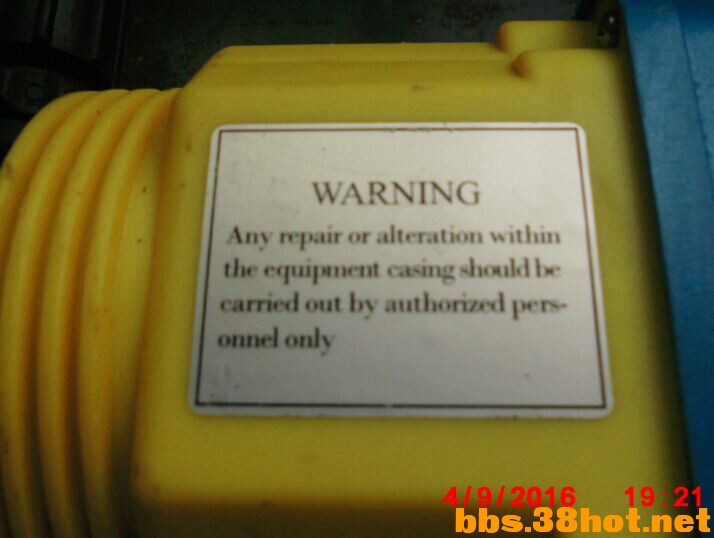 WARNING
Any repair or alteration within
the equipment casing should be
carried out by authorized pers-
onnel only
4/9/2016 19:21
bbs.38hot.net